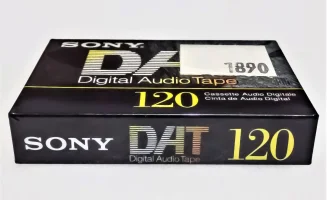 SONY
DAT
1890
Digital Audio Tape
120
Cassette Audio Digitale
Cinta de Audio Digital
SONY DAT 120
Digital Audio Tape